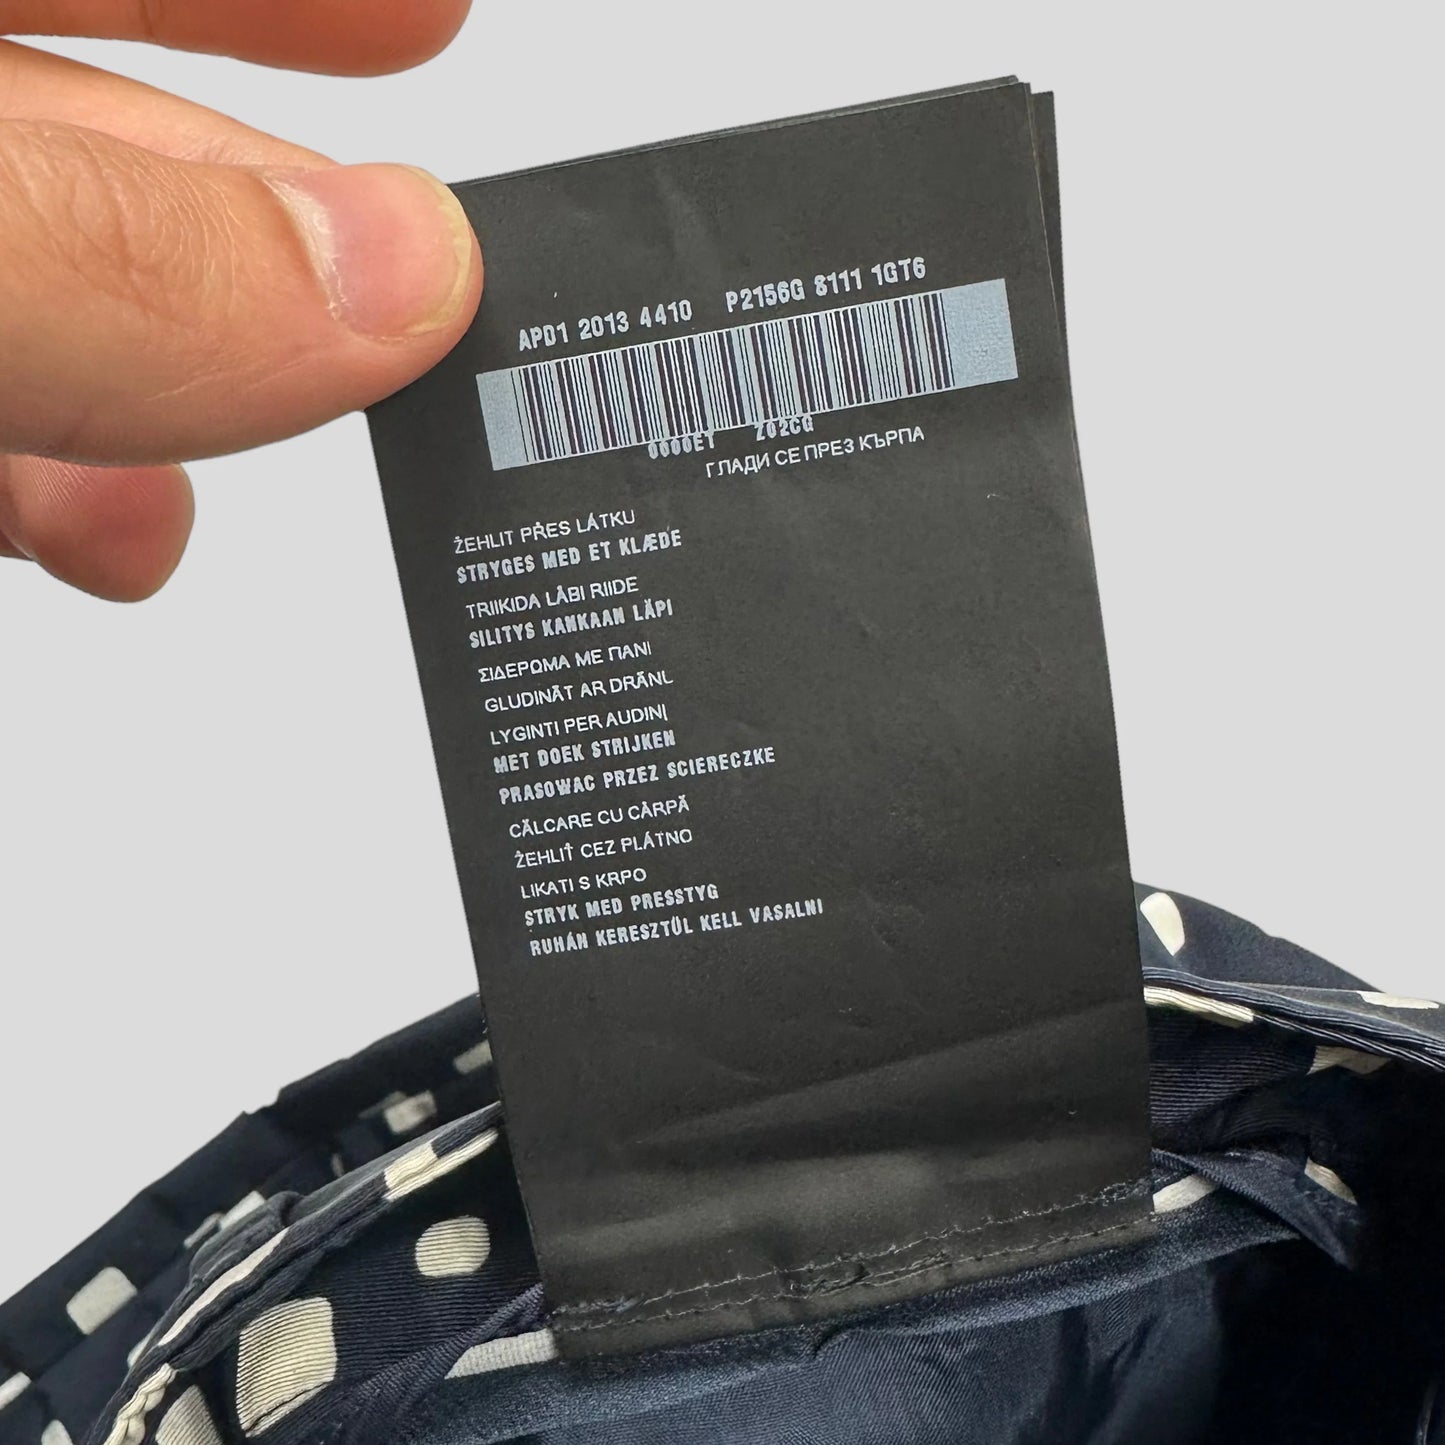 APD1 2013 4410 P2156G 8111 1GT6
0000ET Z02CG
ГЛАДИ СЕ ПРЕЗ КЪРПА
ŽEHLIT PŘES LÁTKU
STRYGES MED ET KLÆDE
TRIIKIDA LÄBI RIIDE
SILITYS KANKAAN LÄPI
ΣΙΔΕΡΩΜΑ ΜΕ ΠΑΝΙ
GLUDINĀT AR DRĀNU
LYGINTI PER AUDINĮ
MET DOEK STRIJKEN
PRASOWAC PRZEZ SCIERECZKE
CĂLCARE CU CÂRPĂ
ŽEHLIŤ CEZ PLÁTNO
LIKATI S KRPO
STRYK MED PRESSTYG
RUHÁN KERESZTÜL KELL VASALNI